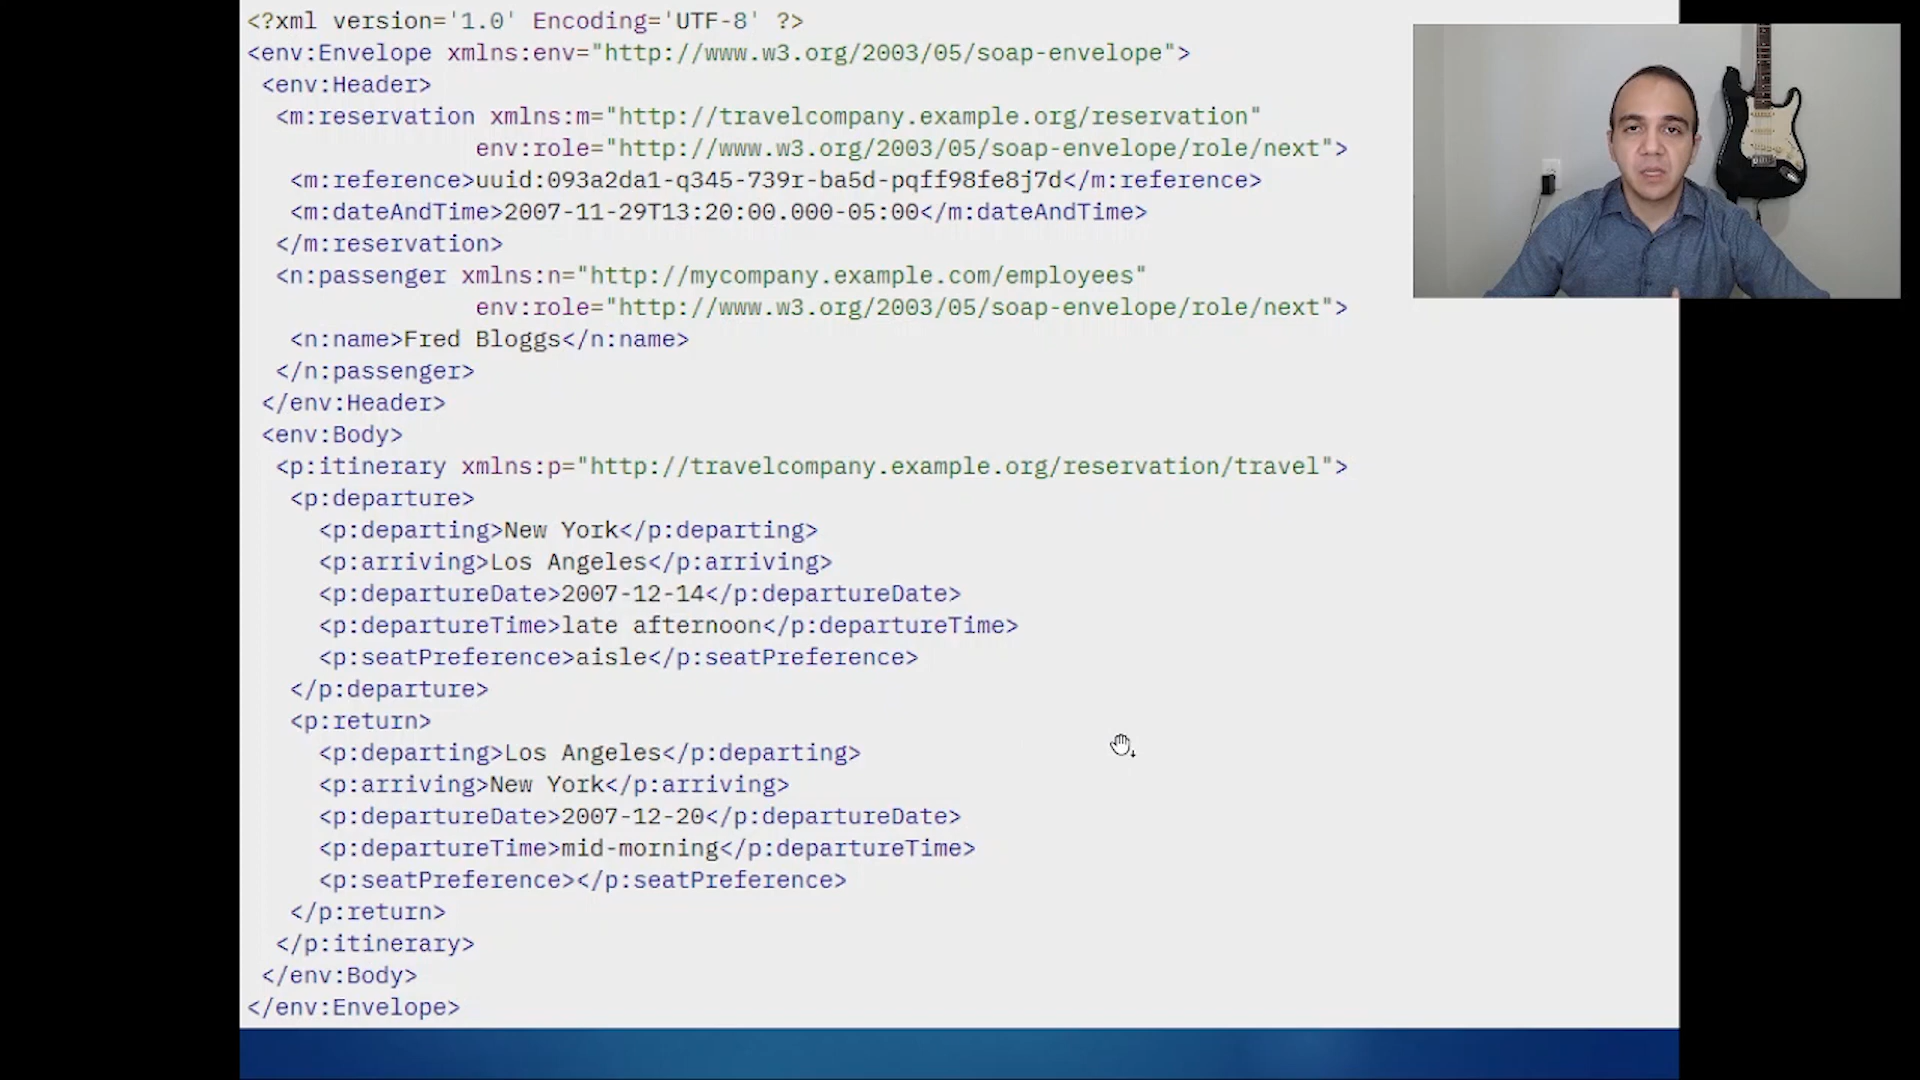 <?xml version='1.0' Encoding='UTF-8' ?>
<env:Envelope xmlns:env="http://www.w3.org/2003/05/soap-envelope">
<env:Header>
<m:reservation xmlns:m="http://travelcompany.example.org/reservation"
env:role="http://www.w3.org/2003/05/soap-envelope/role/next">
<m:reference>uuid:093a2da1-q345-739r-ba5d-pqff98fe8j7d</m:reference>
<m:dateAndTime>2007-11-29T13:20:00.000-05:00</m:dateAndTime>
</m:reservation>
<n:passenger xmlns:n="http://mycompany.example.com/employees"
env:role="http://www.w3.org/2003/05/soap-envelope/role/next">
<n:name>Fred Bloggs</n:name>
</n:passenger>
</env:Header>
<env:Body>
<p:itinerary xmlns:p="http://travelcompany.example.org/reservation/travel">
<p:departure>
<p:departing>New York</p:departing>
<p:arriving>Los Angeles</p:arriving>
<p:departureDate>2007-12-14</p:departureDate>
<p:departureTime>late afternoon</p:departureTime>
<p:seatPreference>aisle</p:seatPreference>
</p:departure>
<p:return>
<p:departing>Los Angeles</p:departing>
<p:arriving>New York</p:arriving>
<p:departureDate>2007-12-20</p:departureDate>
<p:departureTime>mid-morning</p:departureTime>
<p:seatPreference></p:seatPreference>
</p:return>
</p:itinerary>
</env:Body>
</env:Envelope>